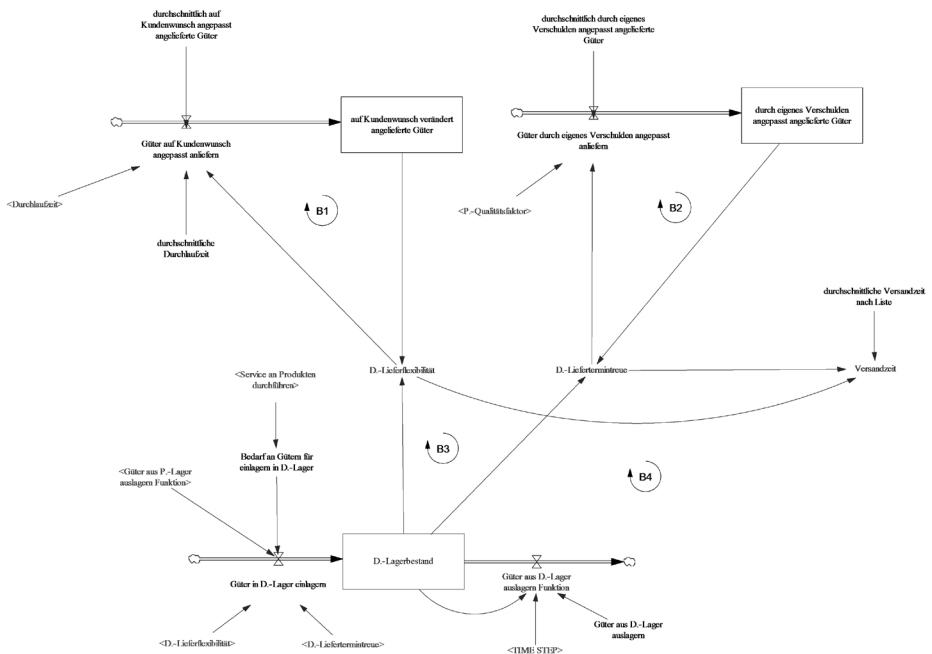 durchschnittlich auf
Kundenwunsch angepasst
angelieferte Güter
durchschnittlich durch eigenes
Verschulden angepasst angelieferte
Güter
auf Kundenwunsch verändert
angelieferte Güter
durch eigenes Verschulden
angepasst angelieferte Güter
Güter auf Kundenwunsch
angepasst anliefern
Güter durch eigenes Verschulden angepasst
anliefern
<Durchlaufzeit>
B1
<P.-Qualitätsfaktor>
B2
durchschnittliche
Durchlaufzeit
durchschnittliche Versandzeit
nach Liste
D.-Lieferflexibilität
D.-Liefertermintreue
Versandzeit
<Service an Produkten
durchführen>
Bedarf an Gütern für
einlagern in D.-Lager
B3
<Güter aus P.-Lager
auslagern Funktion>
B4
D.-Lagerbestand
Güter in D.-Lager einlagern
Güter aus D.-Lager
auslagern Funktion
Güter aus D.-Lager
auslagern
<D.-Lieferflexibilität>
<D.-Liefertermintreue>
<TIME STEP>